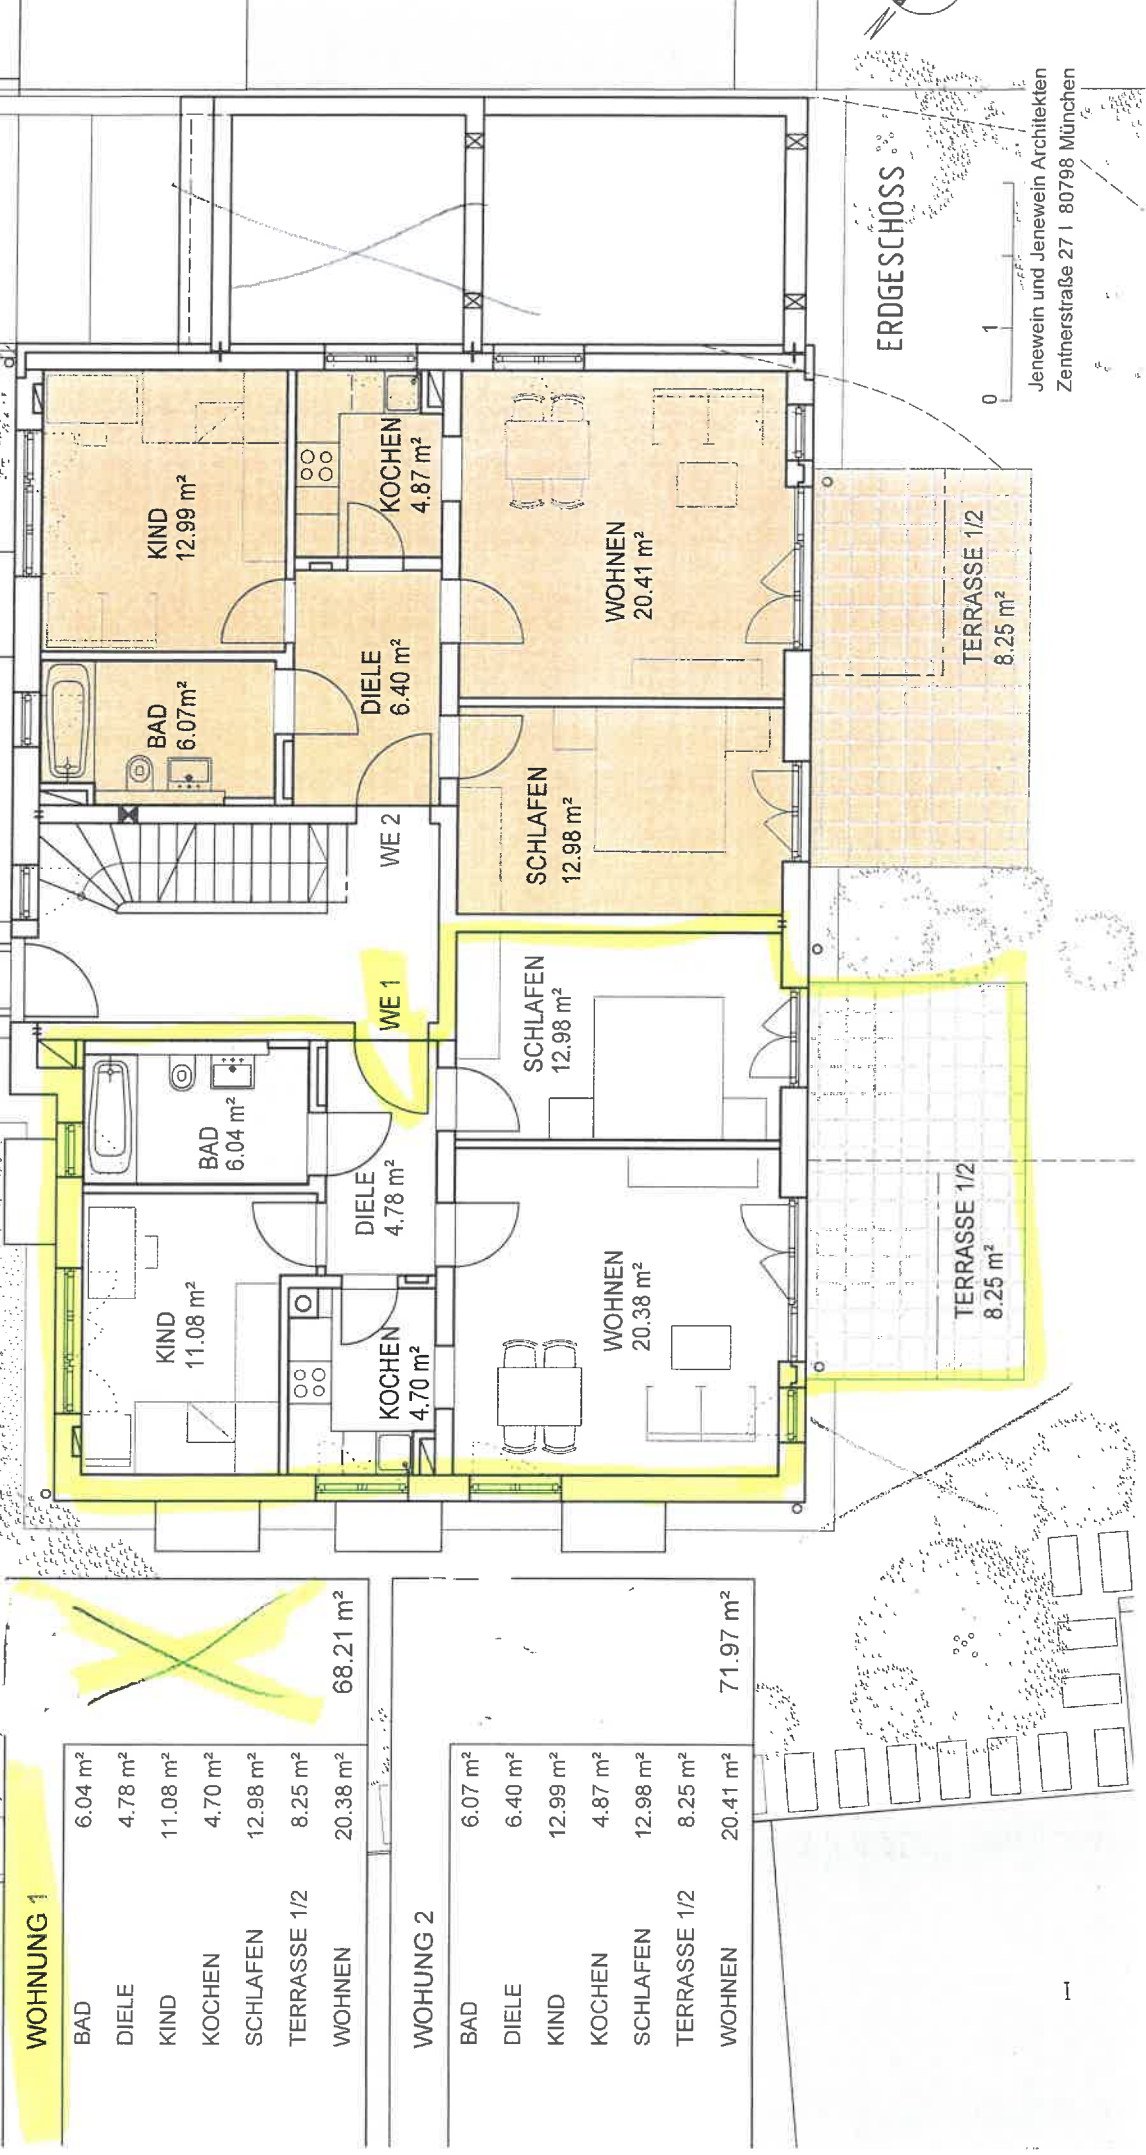 WOHNUNG 1
BAD 6.04 m²
DIELE 4.78 m²
KIND 11.08 m²
KOCHEN 4.70 m²
SCHLAFEN 12.98 m²
TERRASSE 1/2 8.25 m²
WOHNEN 20.38 m² 68.21 m²
WOHUNG 2
BAD 6.07 m²
DIELE 6.40 m²
KIND 12.99 m²
KOCHEN 4.87 m²
SCHLAFEN 12.98 m²
TERRASSE 1/2 8.25 m²
WOHNEN 20.41 m² 71.97 m²
KIND
11.08 m²
BAD
6.04 m²
DIELE
4.78 m²
KOCHEN
4.70 m²
WE 1
WE 2
WOHNEN
20.38 m²
SCHLAFEN
12.98 m²
TERRASSE 1/2
8.25 m²
BAD
6.07m²
KIND
12.99 m²
DIELE
6.40 m²
KOCHEN
4.87 m²
SCHLAFEN
12.98 m²
WOHNEN
20.41 m²
TERRASSE 1/2
8.25 m²
ERDGESCHOSS
0 1
Jenewein und Jenewein Architekten
Zentnerstraße 27 I 80798 München
N
I